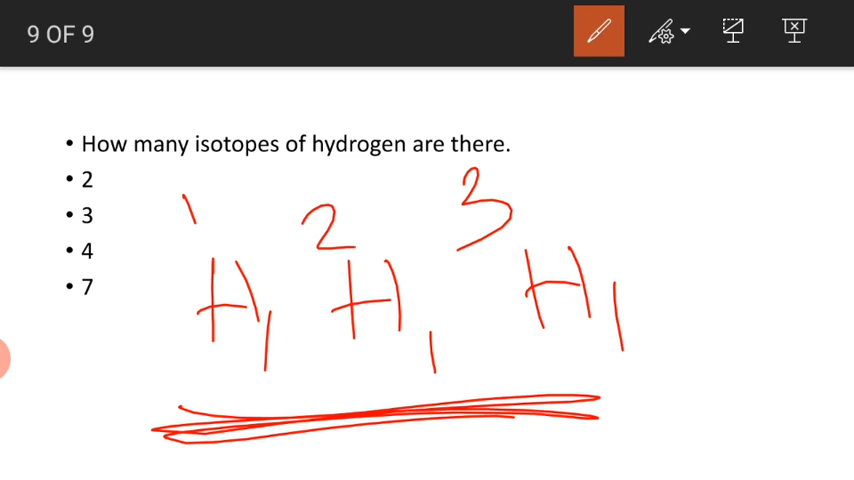 9 OF 9
• How many isotopes of hydrogen are there.
• 2
• 3
• 4
• 7
1 2 3
H1 H1 H1